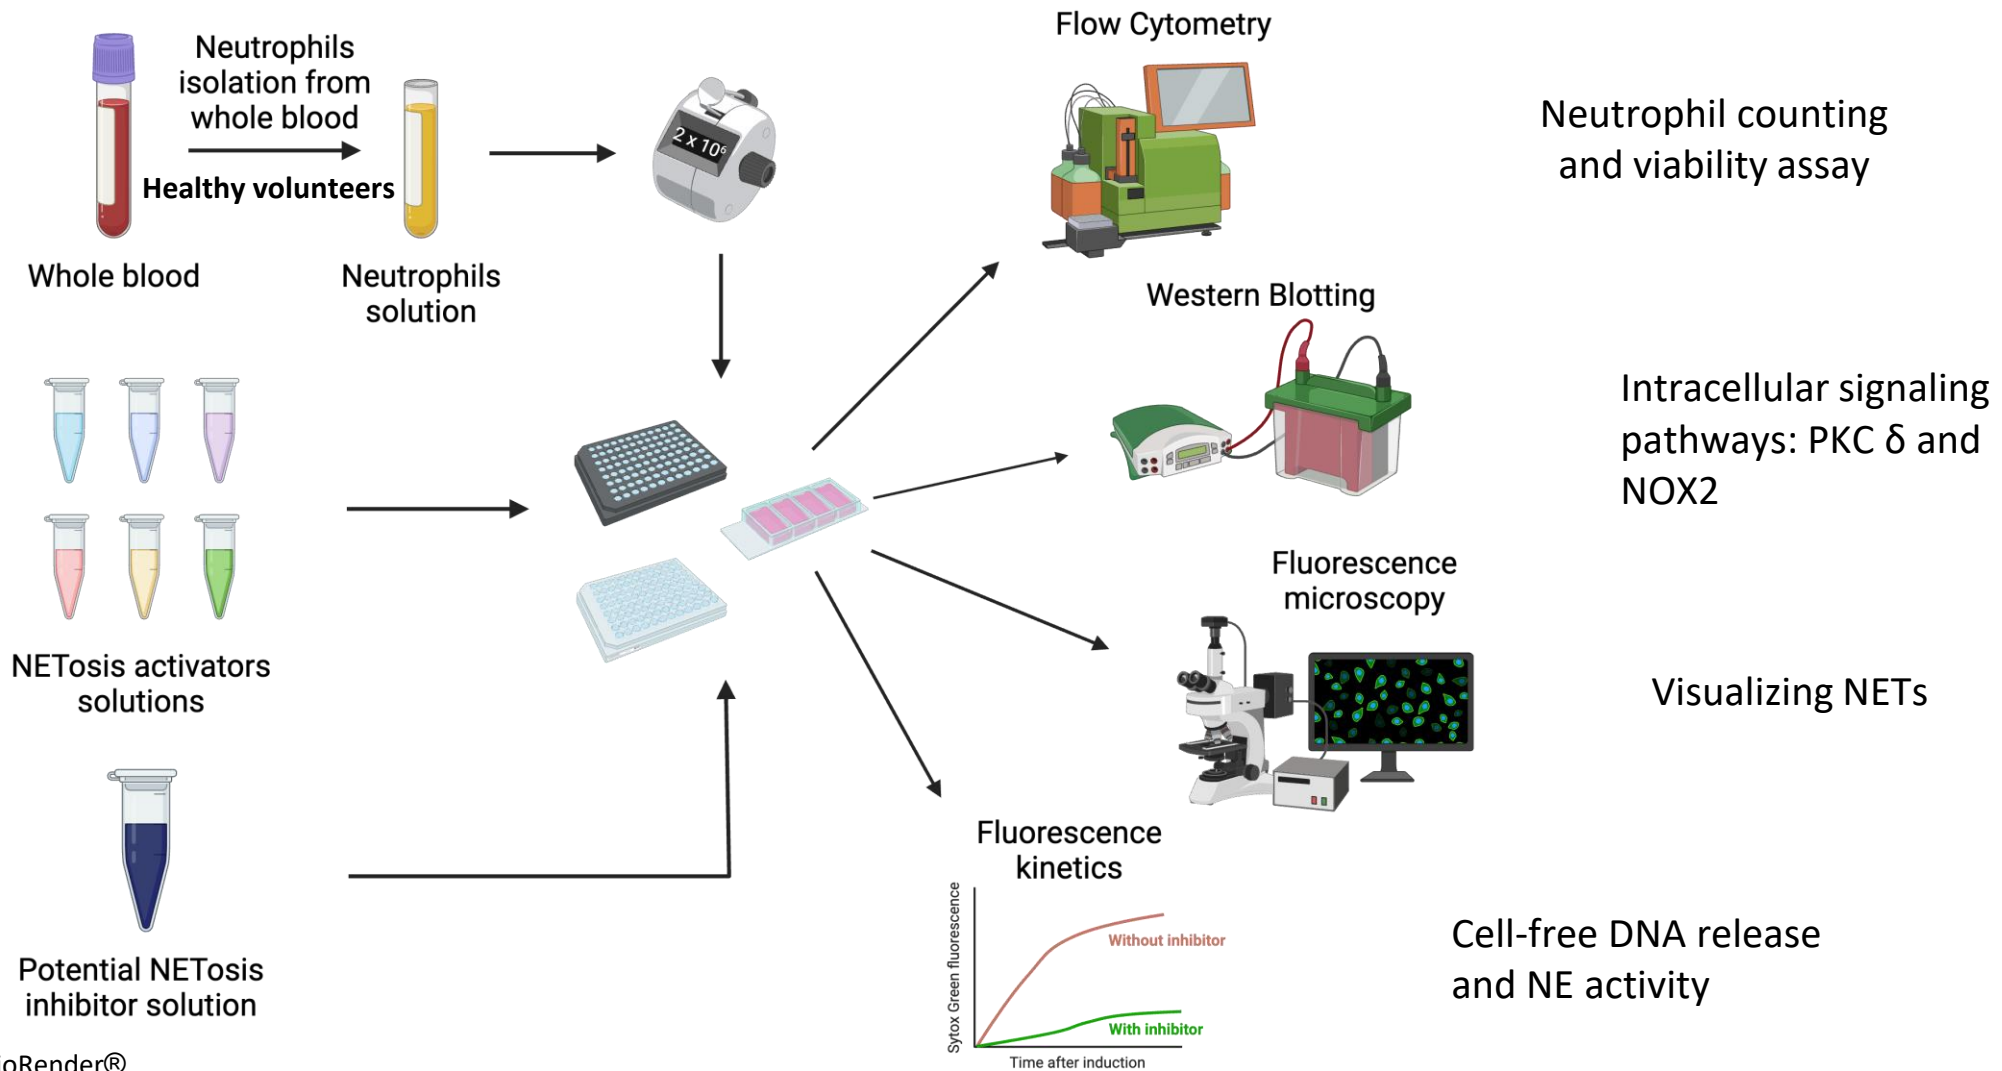 Neutrophils
isolation from
whole blood
Healthy volunteers
Whole blood
Neutrophils
solution
2 x 10⁶
Flow Cytometry
Neutrophil counting
and viability assay
Western Blotting
Intracellular signaling
pathways: PKC δ and
NOX2
NETosis activators
solutions
Fluorescence
microscopy
Visualizing NETs
Potential NETosis
inhibitor solution
Fluorescence
kinetics
Sytox Green fluorescence
Without inhibitor
With inhibitor
Time after induction
Cell-free DNA release
and NE activity
ioRender®